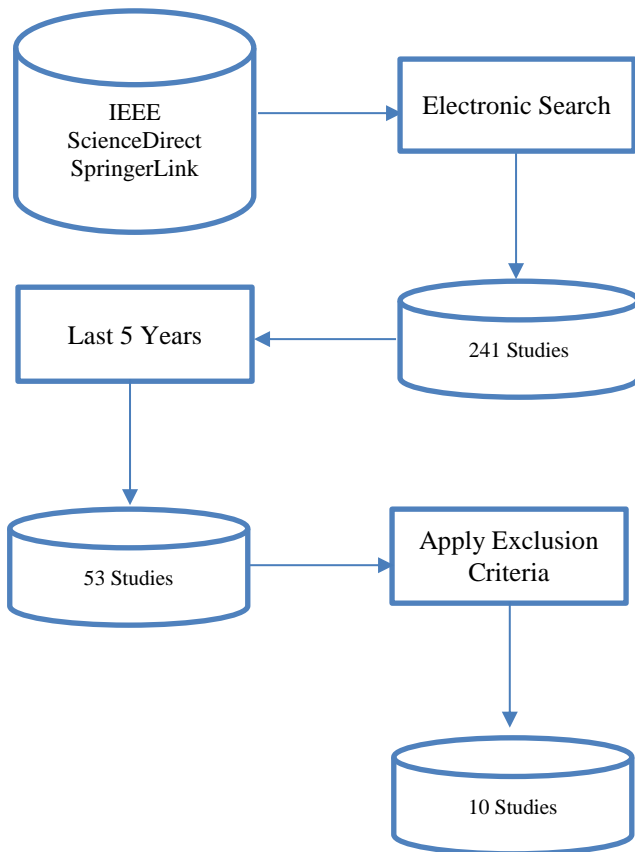 IEEE
ScienceDirect
SpringerLink
Electronic Search
241 Studies
Last 5 Years
53 Studies
Apply Exclusion
Criteria
10 Studies